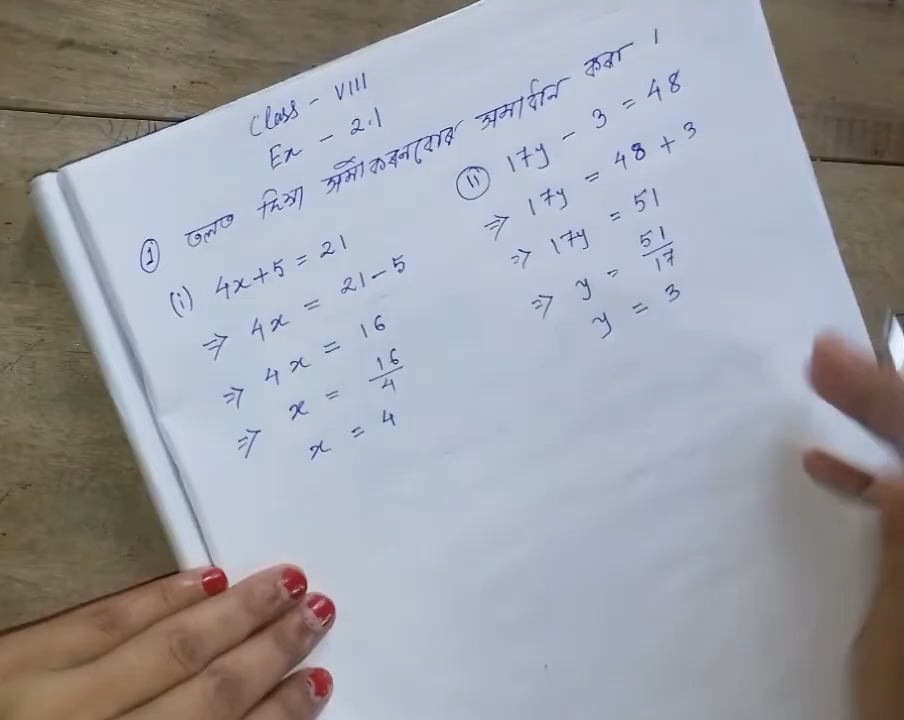 Class - VIII
Ex - 2.1
① তলত দিয়া সমীকৰনবোৰ সমাধান কৰা ।
(i) 4x+5 = 21
⇒ 4x = 21-5
⇒ 4x = 16
⇒ x = 16/4
x = 4
(ii) 17y - 3 = 48
⇒ 17y = 48 + 3
⇒ 17y = 51
⇒ y = 51/17
y = 3